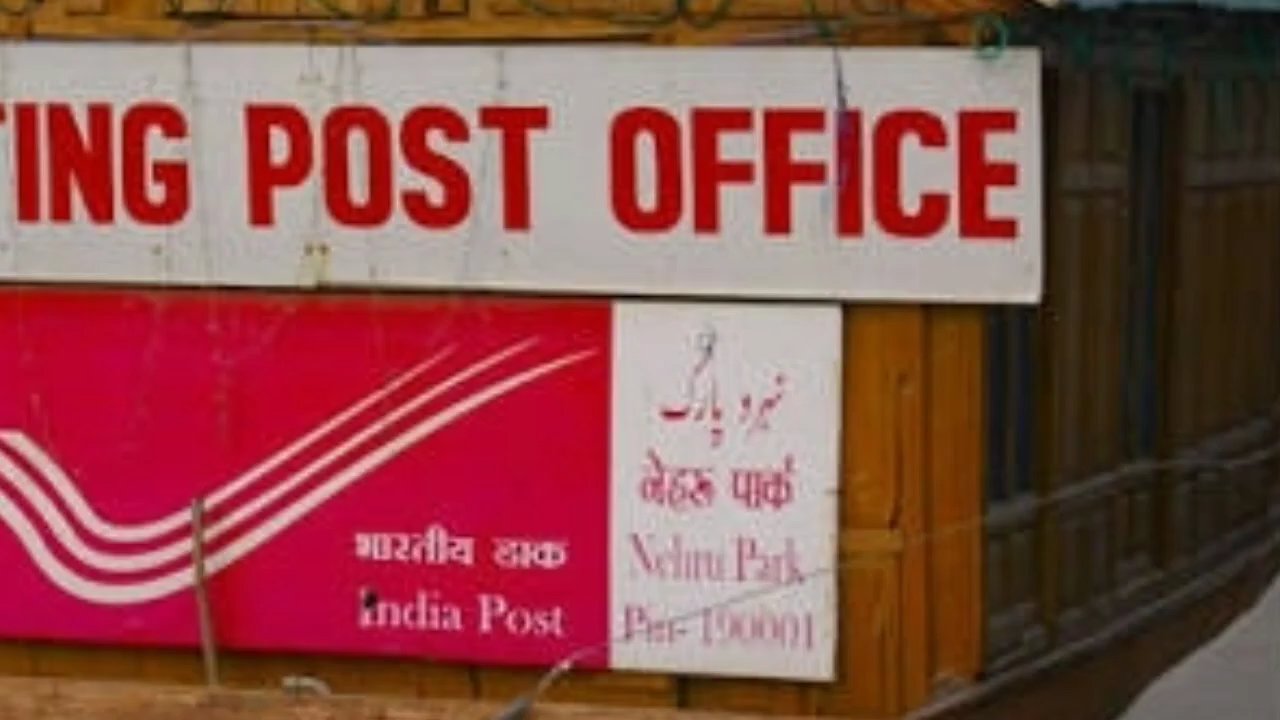 TING POST OFFICE
نہرو پارک
नेहरू पार्क
Nehru Park
Pin- 190001
भारतीय डाक
India Post